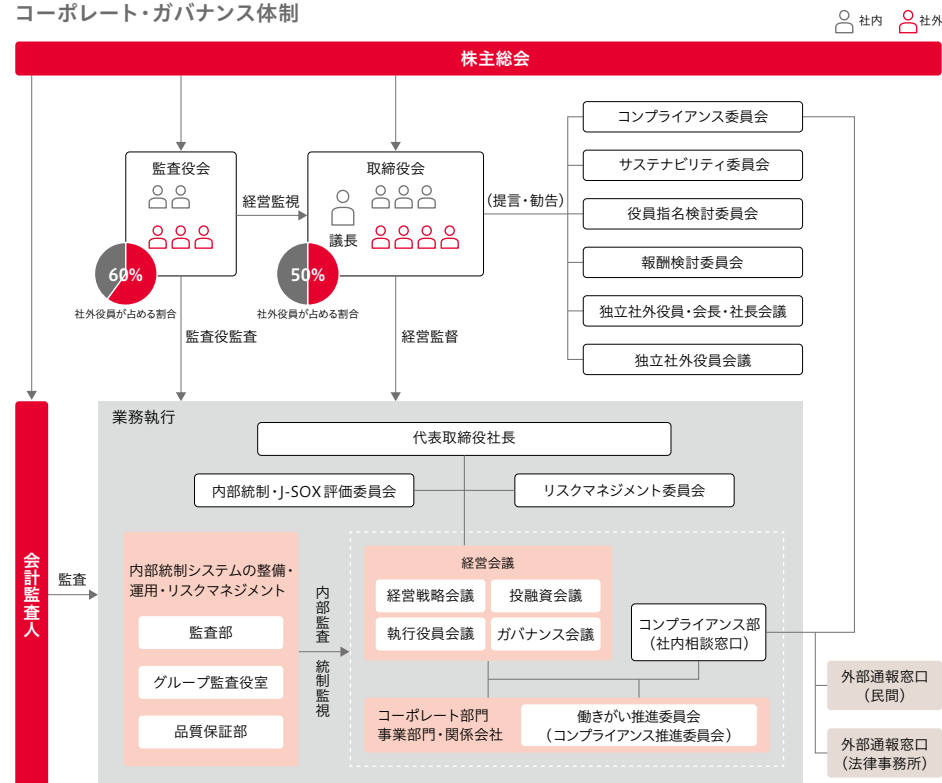 コーポレート・ガバナンス体制
社内
社外
株主総会
監査役会
経営監視
取締役会
議長
(提言・勧告)
コンプライアンス委員会
サステナビリティ委員会
役員指名検討委員会
報酬検討委員会
独立社外役員・会長・社長会議
独立社外役員会議
60%
社外役員が占める割合
50%
社外役員が占める割合
監査役監査
経営監督
会計監査人
監査
業務執行
代表取締役社長
内部統制・J-SOX評価委員会
リスクマネジメント委員会
内部統制システムの整備・
運用・リスクマネジメント
監査部
グループ監査役室
品質保証部
内部監査
統制監視
経営会議
経営戦略会議
投融資会議
執行役員会議
ガバナンス会議
コンプライアンス部
(社内相談窓口)
コーポレート部門
事業部門・関係会社
働きがい推進委員会
(コンプライアンス推進委員会)
外部通報窓口
(民間)
外部通報窓口
(法律事務所)